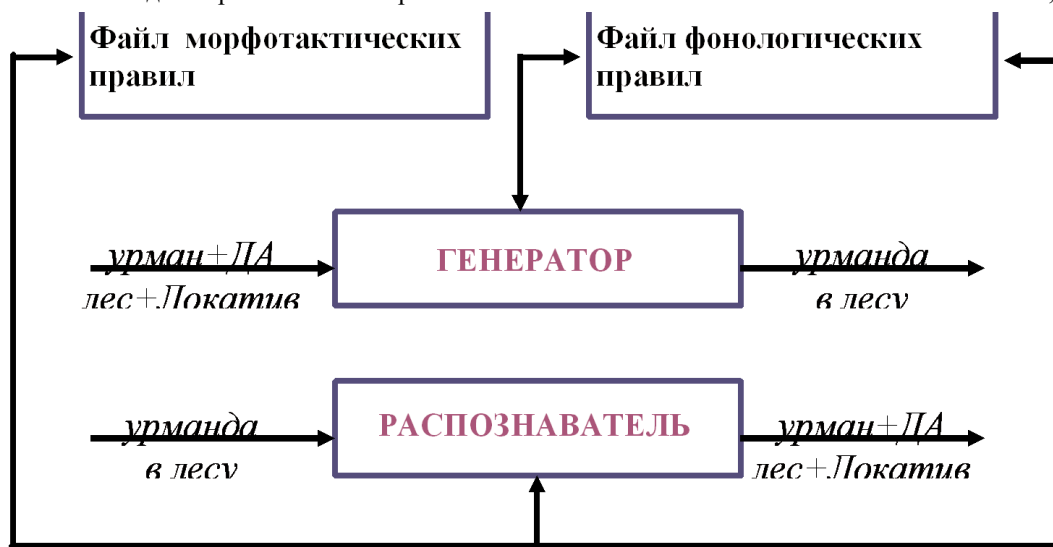 Файл морфотактических
правил
Файл фонологических
правил
урман+ДА
лес+Локатив
ГЕНЕРАТОР
урманда
в лесу
урманда
в лесу
РАСПОЗНАВАТЕЛЬ
урман+ДА
лес+Локатив